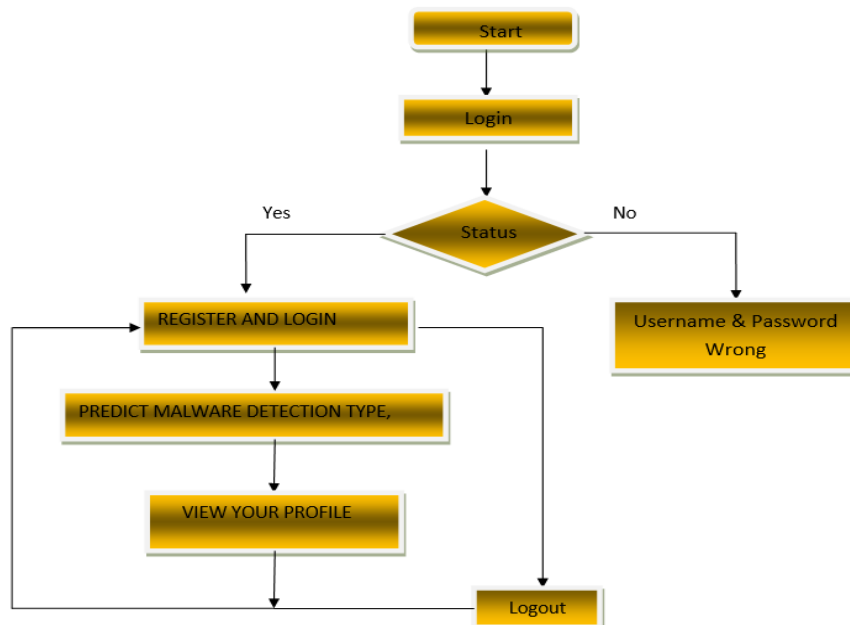 Start
Login
Yes
No
Status
REGISTER AND LOGIN
Username & Password
Wrong
PREDICT MALWARE DETECTION TYPE,
VIEW YOUR PROFILE
Logout